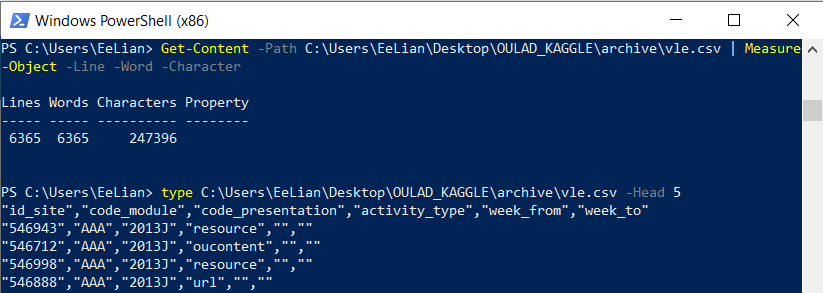 Windows PowerShell (x86)
PS C:\Users\EeLian> Get-Content -Path C:\Users\EeLian\Desktop\OULAD_KAGGLE\archive\vle.csv | Measure
-Object -Line -Word -Character
Lines Words Characters Property
----- ----- ---------- --------
 6365  6365     247396
PS C:\Users\EeLian> type C:\Users\EeLian\Desktop\OULAD_KAGGLE\archive\vle.csv -Head 5
"id_site","code_module","code_presentation","activity_type","week_from","week_to"
"546943","AAA","2013J","resource","",""
"546712","AAA","2013J","oucontent","",""
"546998","AAA","2013J","resource","",""
"546888","AAA","2013J","url","",""